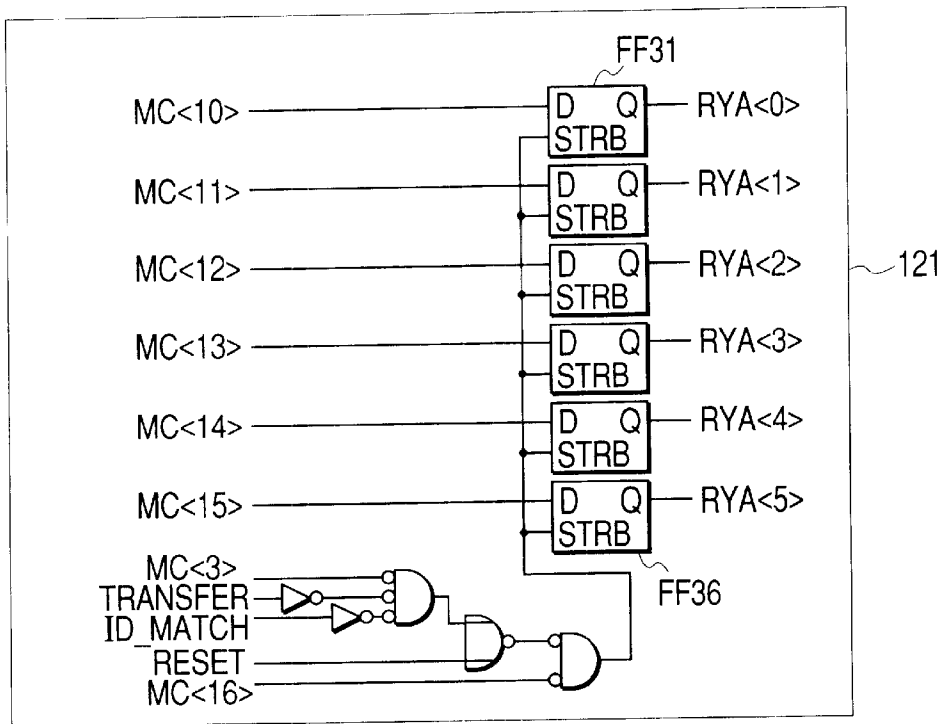 FF31
MC<10> D Q RYA<0>
STRB
MC<11> D Q RYA<1>
STRB
MC<12> D Q RYA<2>
STRB
121
MC<13> D Q RYA<3>
STRB
MC<14> D Q RYA<4>
STRB
MC<15> D Q RYA<5>
STRB
MC<3>
FF36
TRANSFER
ID_MATCH
RESET
MC<16>